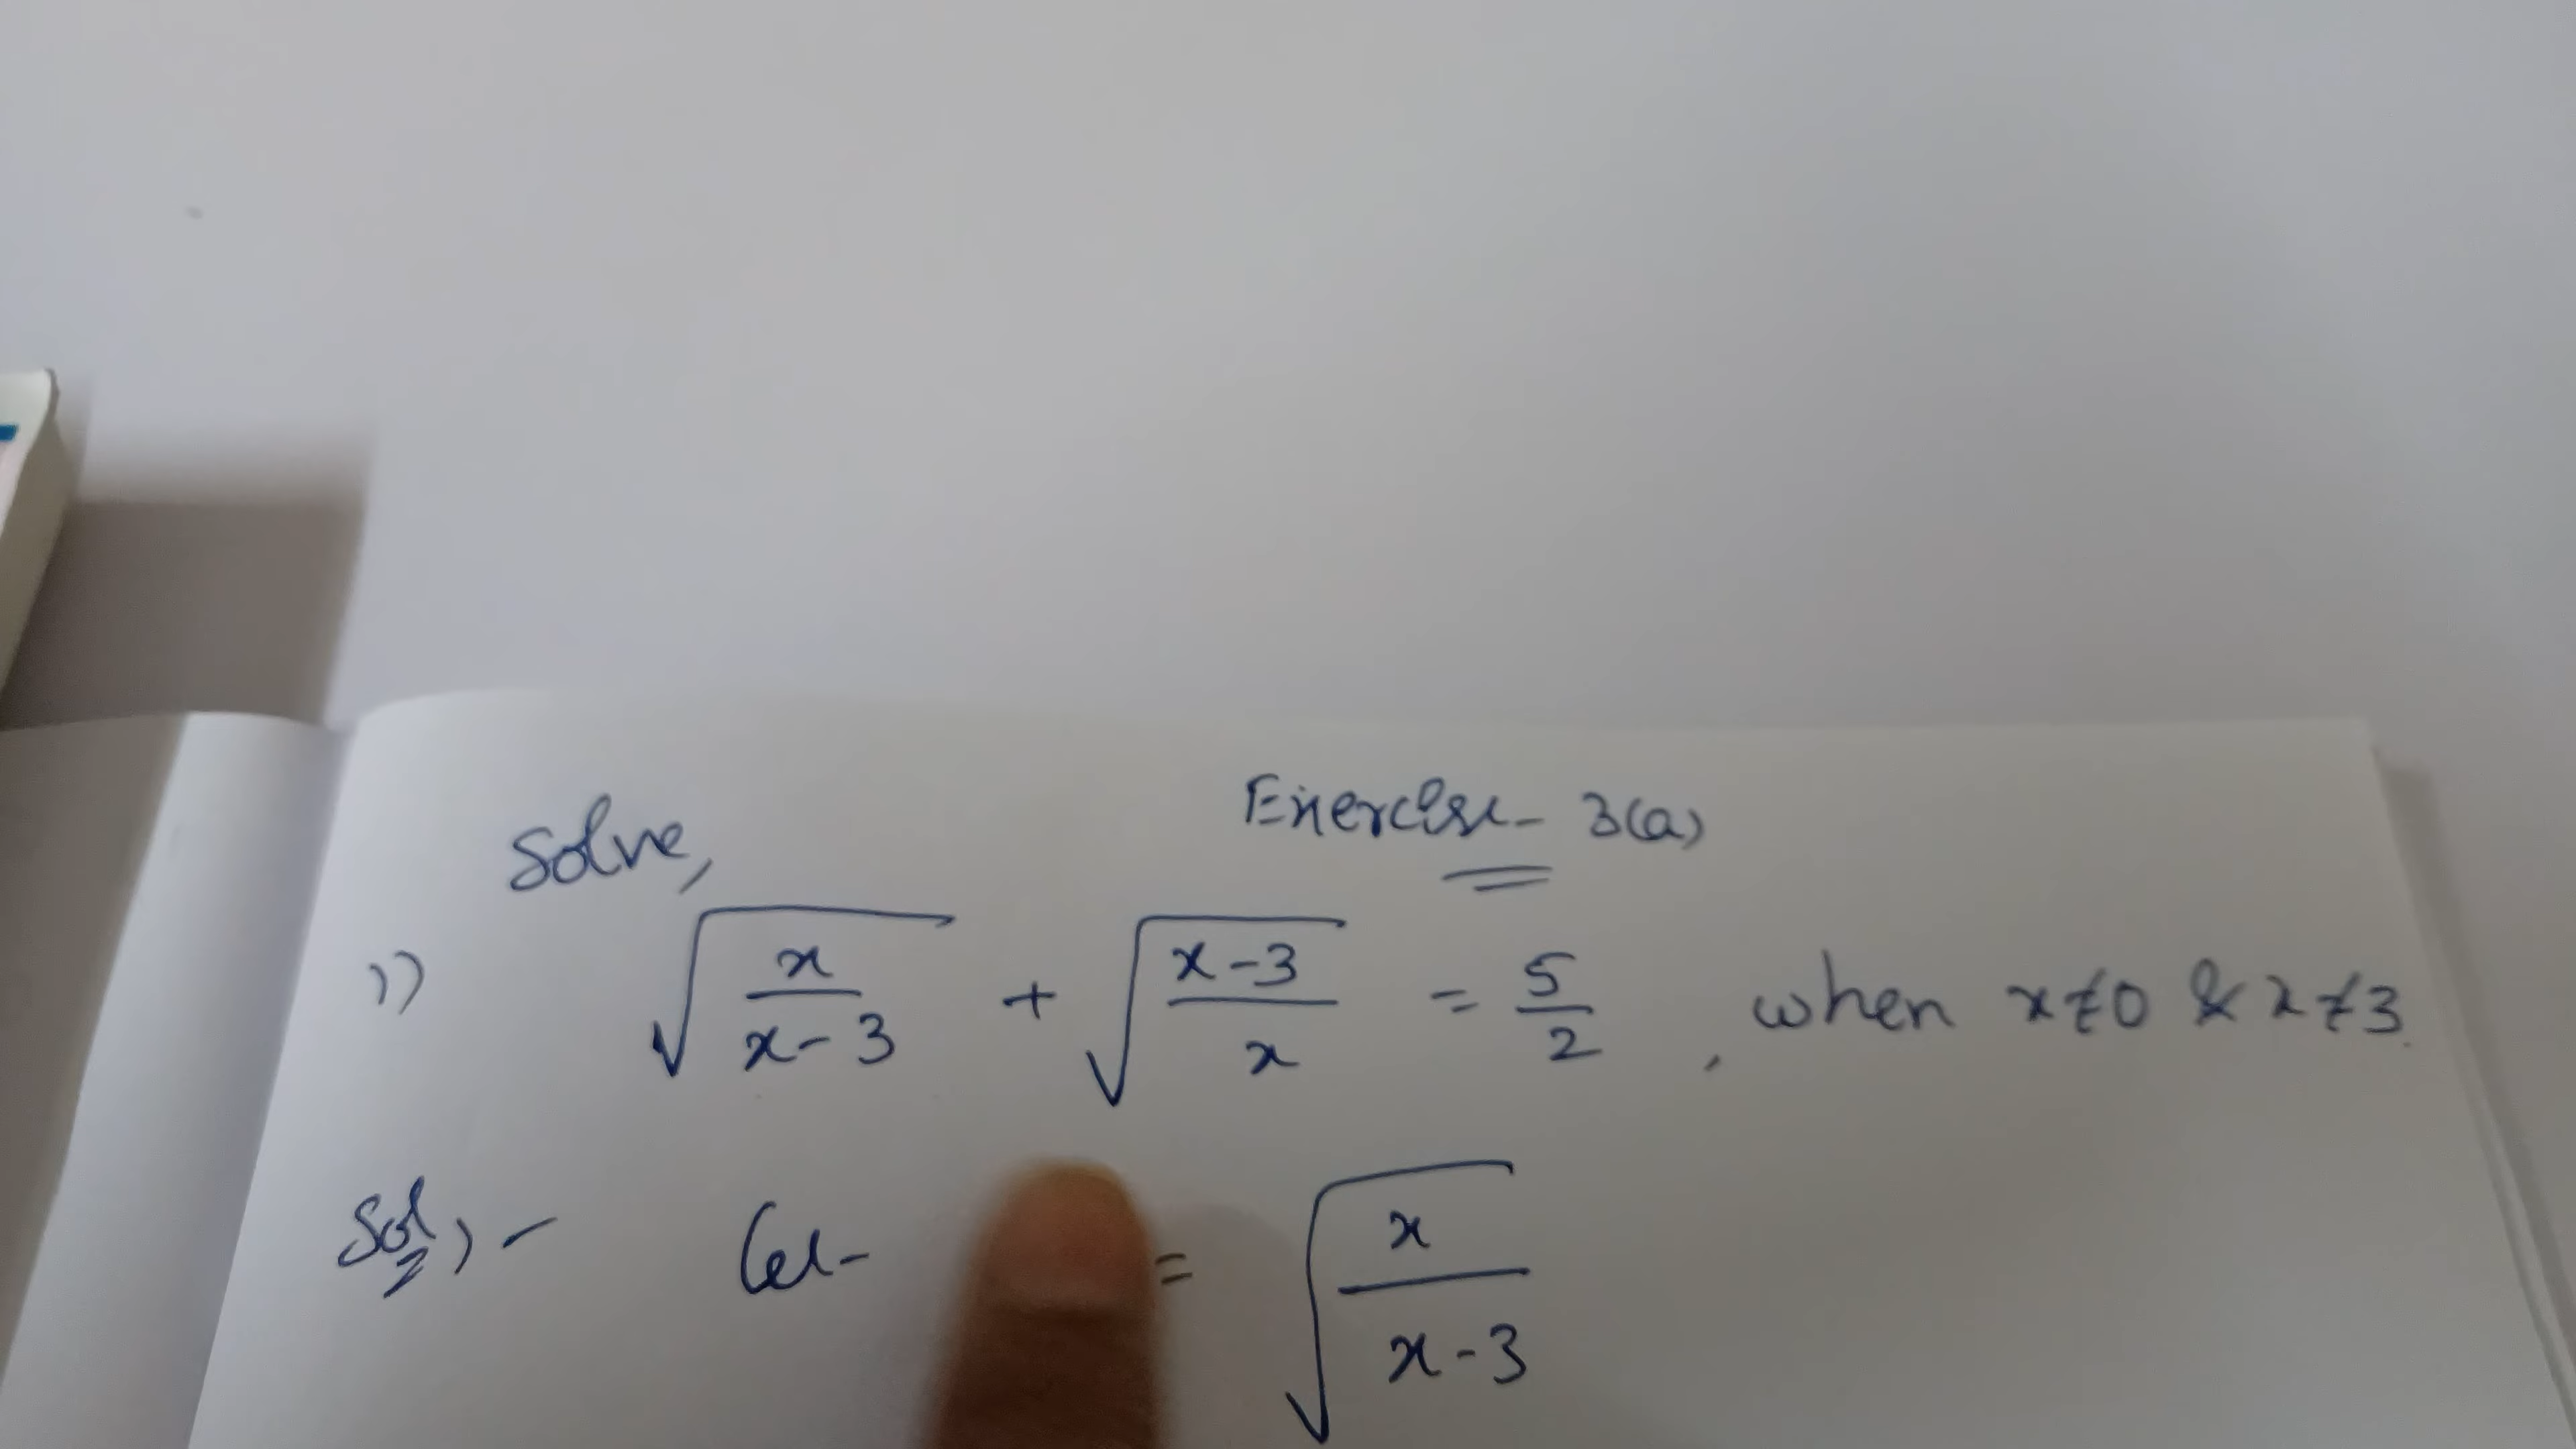 Exercise - 3(a)
Solve,
1) √(x/(x-3)) + √((x-3)/x) = 5/2, when x≠0 & x≠3.
Sol) - Let = √(x/(x-3))